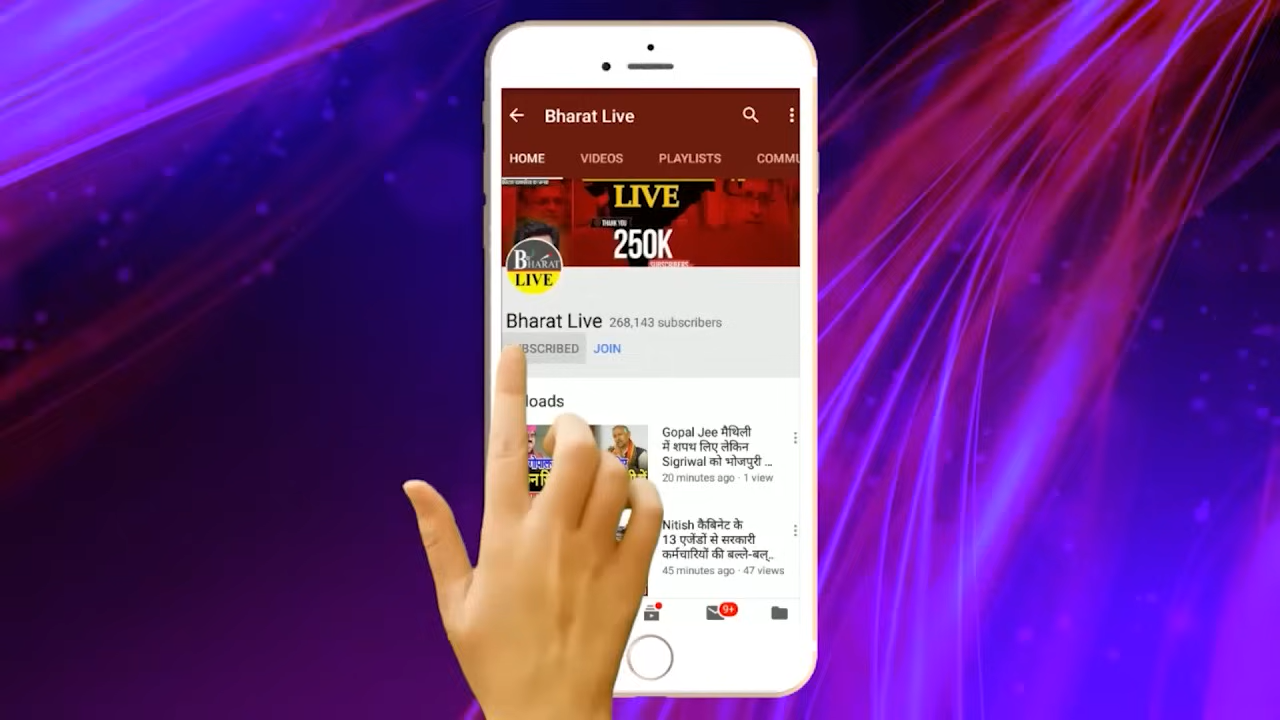 Bharat Live
HOME VIDEOS PLAYLISTS COMMU
LIVE
THANK YOU
250K
SUBSCRIBERS
BHARAT
LIVE
Bharat Live 268,143 subscribers
BSCRIBED JOIN
loads
Gopal Jee मैथिली
में शपथ लिए लेकिन
Sigriwal को भोजपुरी ...
20 minutes ago · 1 view
Nitish कैबिनेट के
13 एजेंडों से सरकारी
कर्मचारियों की बल्ले-बल्..
45 minutes ago · 47 views
9+